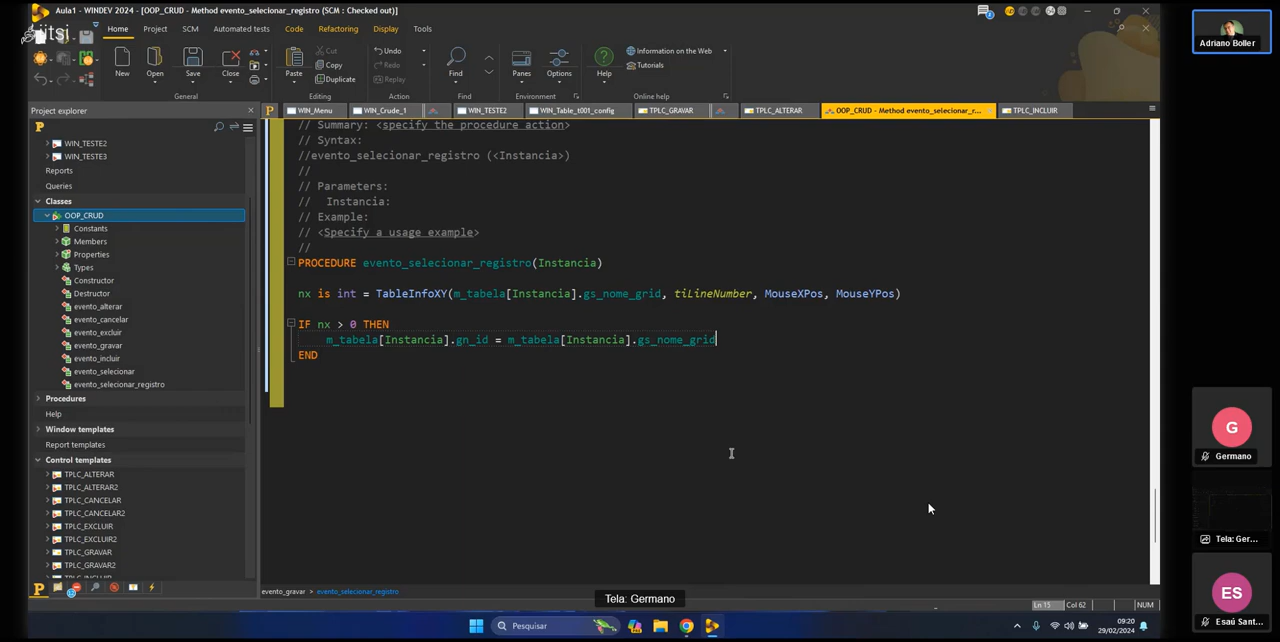 Aula1 - WINDEV 2024 - [OOP_CRUD - Method evento_selecionar_registro (SCM : Checked out)]
Jitsi
Home Project SCM Automated tests Code Refactoring Display Tools
Undo
Redo
Replay
Cut
Copy
Duplicate
Information on the Web
Tutorials
New Open Save Close Paste Find Panes Options Help
General Editing Action Find Environment Online help
Project explorer
WIN_Menu WIN_Crude_1 WIN_TESTE2 WIN_Table_t001_config TPLC_GRAVAR TPLC_ALTERAR OOP_CRUD - Method evento_selecionar_r... TPLC_INCLUIR
WIN_TESTE2
WIN_TESTE3
Reports
Queries
Classes
OOP_CRUD
Constants
Members
Properties
Types
Constructor
Destructor
evento_alterar
evento_cancelar
evento_excluir
evento_gravar
evento_incluir
evento_selecionar
evento_selecionar_registro
Procedures
Help
Window templates
Report templates
Control templates
TPLC_ALTERAR
TPLC_ALTERAR2
TPLC_CANCELAR
TPLC_CANCELAR2
TPLC_EXCLUIR
TPLC_EXCLUIR2
TPLC_GRAVAR
TPLC_GRAVAR2
// Summary: <specify the procedure action>
// Syntax:
//evento_selecionar_registro (<Instancia>)
//
// Parameters:
// Instancia:
// Example:
// <Specify a usage example>
//
PROCEDURE evento_selecionar_registro(Instancia)
nx is int = TableInfoXY(m_tabela[Instancia].gs_nome_grid, tiLineNumber, MouseXPos, MouseYPos)
IF nx > 0 THEN
m_tabela[Instancia].gn_id = m_tabela[Instancia].gs_nome_grid
END
evento_gravar > evento_selecionar_registro
Tela: Germano
Ln 15 Col 62 NUM
Pesquisar
09:20
29/02/2024
Adriano Boller
G
Germano
Tela: Ger...
ES
Esaú Sant...